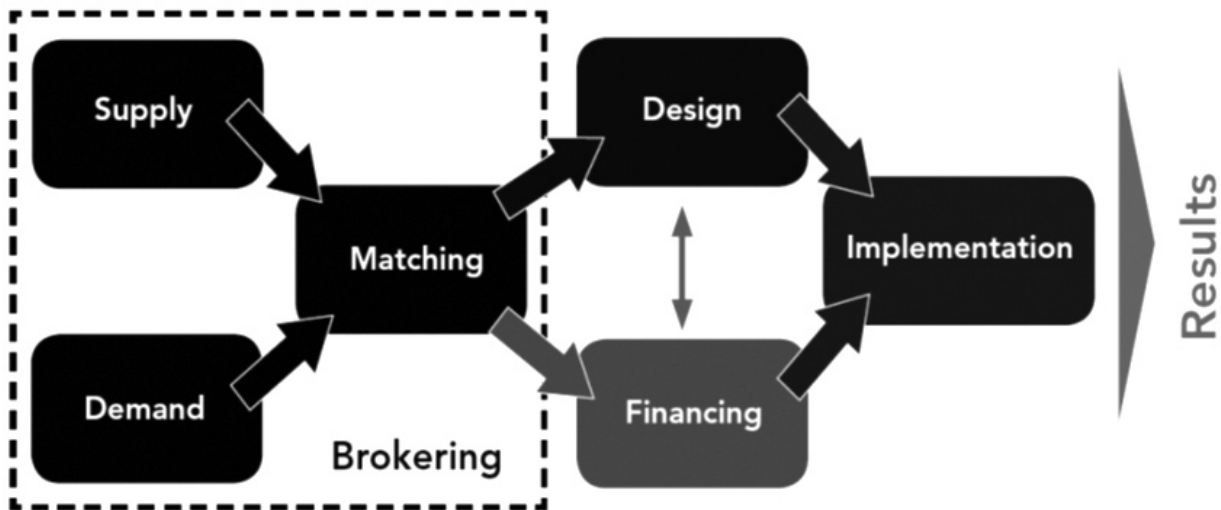 Supply
Demand
Matching
Brokering
Design
Financing
Implementation
Results